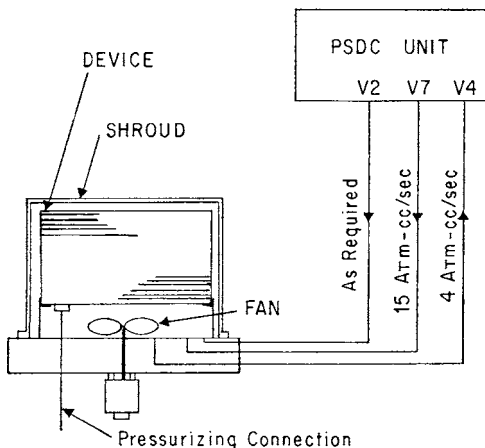 PSDC UNIT
V2 V7 V4
DEVICE
SHROUD
As Required
15 ATm-cc/sec
4 ATm-cc/sec
FAN
Pressurizing Connection